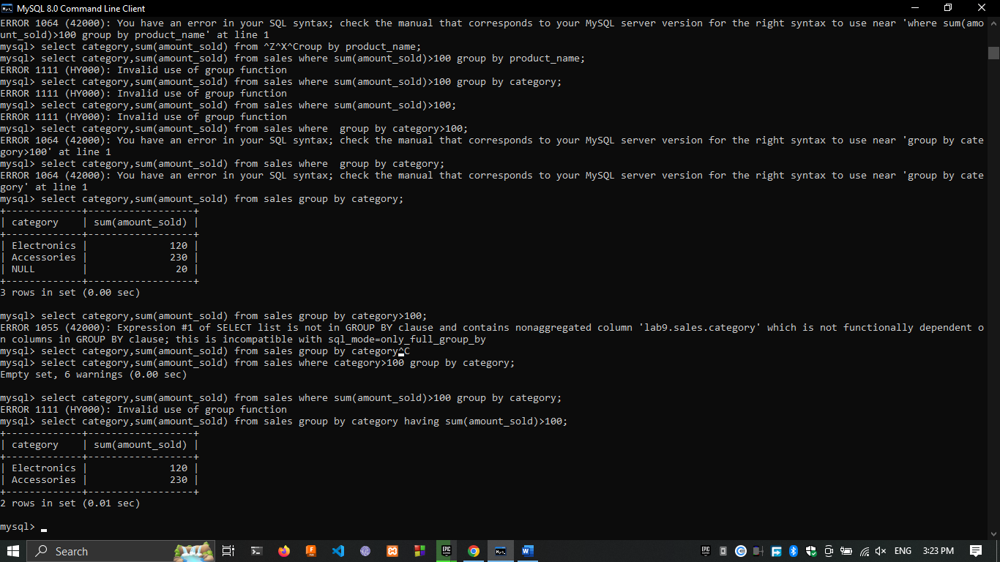 MySQL 8.0 Command Line Client
ERROR 1064 (42000): You have an error in your SQL syntax; check the manual that corresponds to your MySQL server version for the right syntax to use near 'where sum(amo
unt_sold)>100 group by product_name' at line 1
mysql> select category,sum(amount_sold) from ^Z^X^Croup by product_name;
mysql> select category,sum(amount_sold) from sales where sum(amount_sold)>100 group by product_name;
ERROR 1111 (HY000): Invalid use of group function
mysql> select category,sum(amount_sold) from sales where sum(amount_sold)>100 group by category;
ERROR 1111 (HY000): Invalid use of group function
mysql> select category,sum(amount_sold) from sales where sum(amount_sold)>100;
ERROR 1111 (HY000): Invalid use of group function
mysql> select category,sum(amount_sold) from sales where  group by category>100;
ERROR 1064 (42000): You have an error in your SQL syntax; check the manual that corresponds to your MySQL server version for the right syntax to use near 'group by cate
gory>100' at line 1
mysql> select category,sum(amount_sold) from sales where  group by category;
ERROR 1064 (42000): You have an error in your SQL syntax; check the manual that corresponds to your MySQL server version for the right syntax to use near 'group by cate
gory' at line 1
mysql> select category,sum(amount_sold) from sales group by category;
+-------------+------------------+
| category    | sum(amount_sold) |
+-------------+------------------+
| Electronics |              120 |
| Accessories |              230 |
| NULL        |               20 |
+-------------+------------------+
3 rows in set (0.00 sec)
mysql> select category,sum(amount_sold) from sales group by category>100;
ERROR 1055 (42000): Expression #1 of SELECT list is not in GROUP BY clause and contains nonaggregated column 'lab9.sales.category' which is not functionally dependent o
n columns in GROUP BY clause; this is incompatible with sql_mode=only_full_group_by
mysql> select category,sum(amount_sold) from sales group by category^C
mysql> select category,sum(amount_sold) from sales where category>100 group by category;
Empty set, 6 warnings (0.00 sec)
mysql> select category,sum(amount_sold) from sales where sum(amount_sold)>100 group by category;
ERROR 1111 (HY000): Invalid use of group function
mysql> select category,sum(amount_sold) from sales group by category having sum(amount_sold)>100;
+-------------+------------------+
| category    | sum(amount_sold) |
+-------------+------------------+
| Electronics |              120 |
| Accessories |              230 |
+-------------+------------------+
2 rows in set (0.01 sec)
mysql> _
Search
ENG 3:23 PM